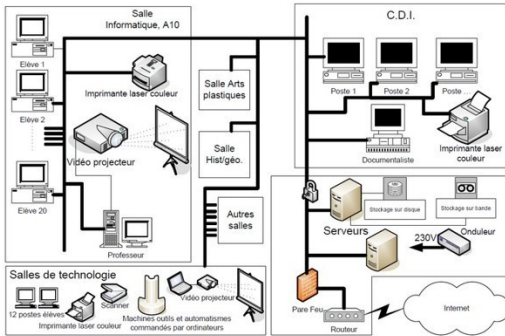 Salle
Informatique, A10
Elève 1
Imprimante laser couleur
Elève 2
Vidéo projecteur
Elève 20
Professeur
Salle Arts
plastiques
Salle
Hist/géo.
Autres
salles
C.D.I.
Poste 1
Poste 2
Poste ...
Documentaliste
Imprimante laser
couleur
Stockage sur disque
Stockage sur bande
Serveurs
Onduleur
230V
Pare Feu
Routeur
Internet
Salles de technologie
12 postes élèves
Scanner
Imprimante laser couleur
Vidéo projecteur
Machines outils et automatismes
commandés par ordinateurs